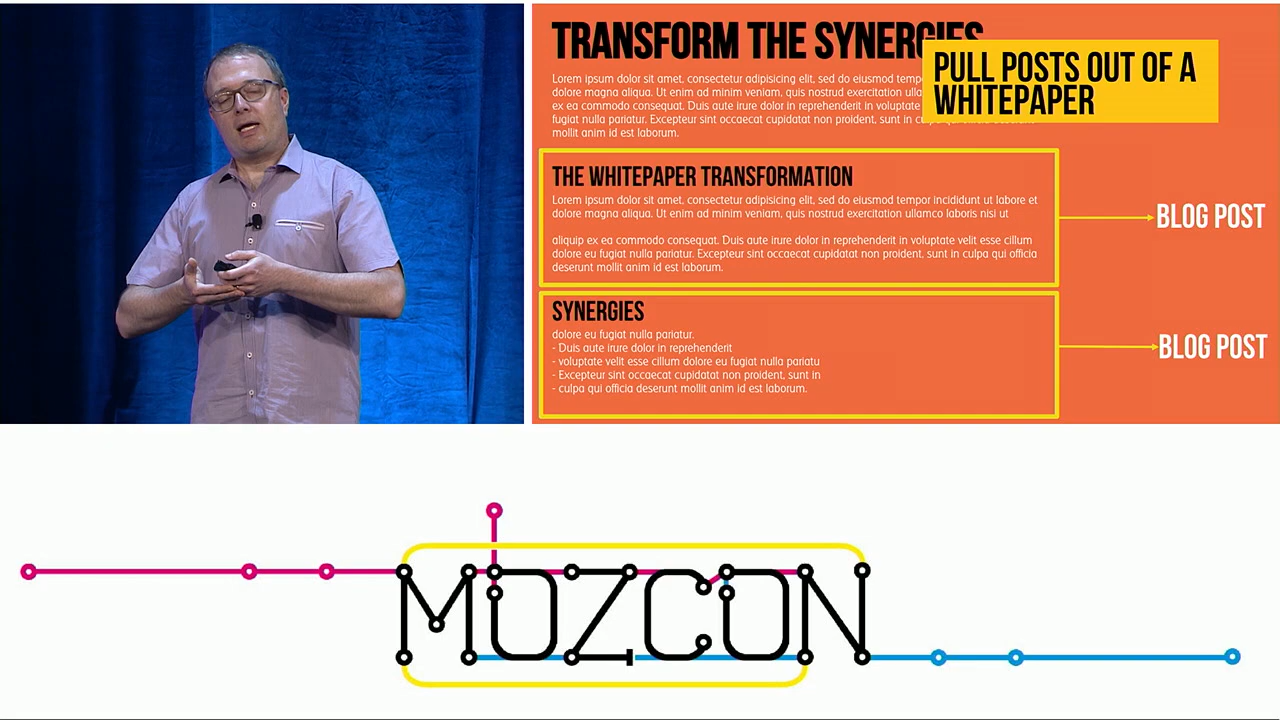 TRANSFORM THE SYNERGIES
PULL POSTS OUT OF A
WHITEPAPER
Lorem ipsum dolor sit amet, consectetur adipisicing elit, sed do eiusmod
dolore magna aliqua. Ut enim ad minim veniam, quis nostrud exercitation
ex ea commodo consequat. Duis aute irure dolor in reprehenderit in voluptate
fugiat nulla pariatur. Excepteur sint occaecat cupidatat non proident, sunt in
mollit anim id est laborum.
THE WHITEPAPER TRANSFORMATION
Lorem ipsum dolor sit amet, consectetur adipisicing elit, sed do eiusmod tempor incididunt ut labore et
dolore magna aliqua. Ut enim ad minim veniam, quis nostrud exercitation ullamco laboris nisi ut
aliquip ex ea commodo consequat. Duis aute irure dolor in reprehenderit in voluptate velit esse cillum
dolore eu fugiat nulla pariatur. Excepteur sint occaecat cupidatat non proident, sunt in culpa qui officia
deserunt mollit anim id est laborum.
BLOG POST
SYNERGIES
dolore eu fugiat nulla pariatur.
- Duis aute irure dolor in reprehenderit
- voluptate velit esse cillum dolore eu fugiat nulla pariatu
- Excepteur sint occaecat cupidatat non proident, sunt in
- culpa qui officia deserunt mollit anim id est laborum.
BLOG POST
MOZCON